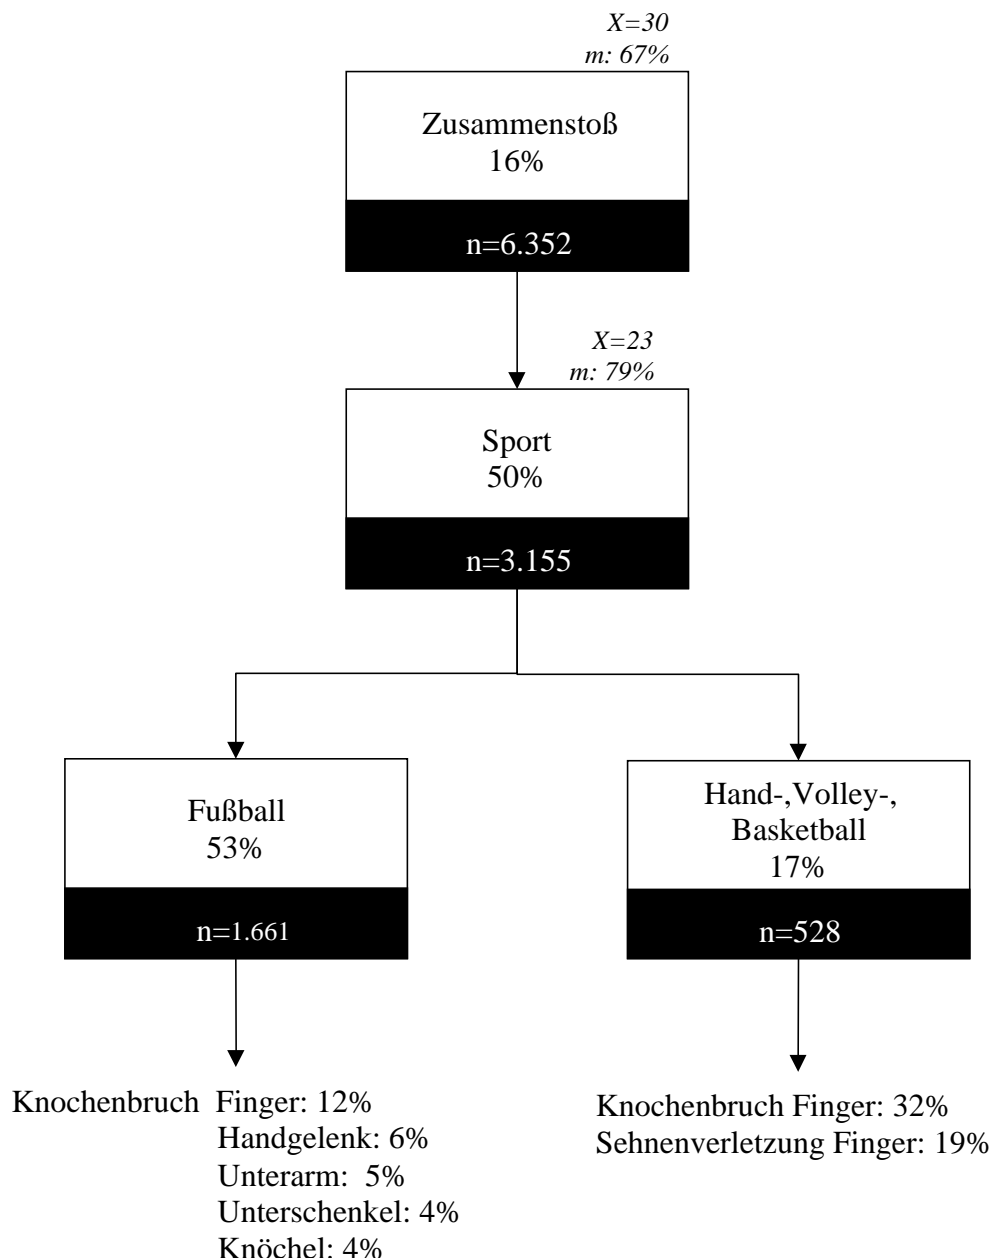 X=30
m: 67%
Zusammenstoß
16%
n=6.352
X=23
m: 79%
Sport
50%
n=3.155
Fußball
53%
n=1.661
Hand-,Volley-,
Basketball
17%
n=528
Knochenbruch Finger: 12%
Handgelenk: 6%
Unterarm: 5%
Unterschenkel: 4%
Knöchel: 4%
Knochenbruch Finger: 32%
Sehnenverletzung Finger: 19%